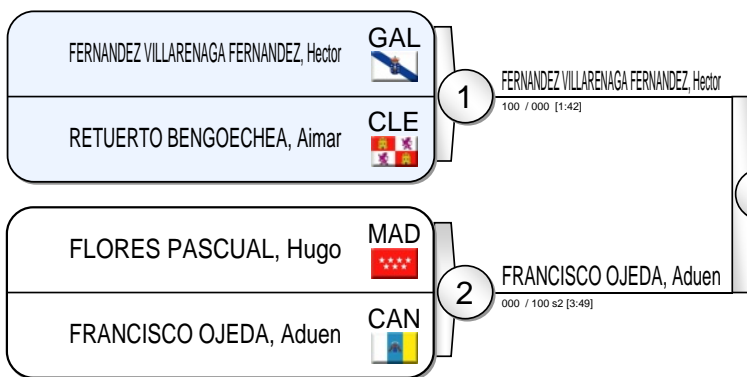 FERNANDEZ VILLARENAGA FERNANDEZ, Hector GAL
RETUERTO BENGOECHEA, Aimar CLE
1
FERNANDEZ VILLARENAGA FERNANDEZ, Hector
100 / 000 [1:42]
FLORES PASCUAL, Hugo MAD
FRANCISCO OJEDA, Aduen CAN
2
FRANCISCO OJEDA, Aduen
000 / 100 s2 [3:49]